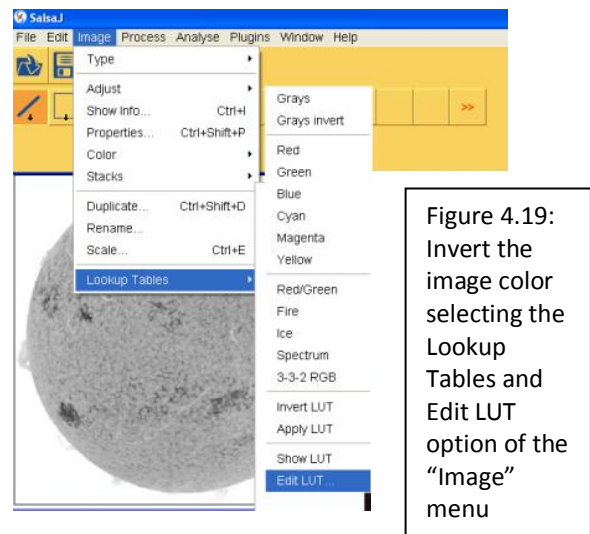 SalsaJ
File Edit Image Process Analyse Plugins Window Help
>>
Type
Adjust
Show Info... Ctrl+I
Properties... Ctrl+Shift+P
Color
Stacks
Duplicate... Ctrl+Shift+D
Rename...
Scale... Ctrl+E
Lookup Tables
Grays
Grays invert
Red
Green
Blue
Cyan
Magenta
Yellow
Red/Green
Fire
Ice
Spectrum
3-3-2 RGB
Invert LUT
Apply LUT
Show LUT
Edit LUT...
Figure 4.19:
Invert the
image color
selecting the
Lookup
Tables and
Edit LUT
option of the
“Image”
menu